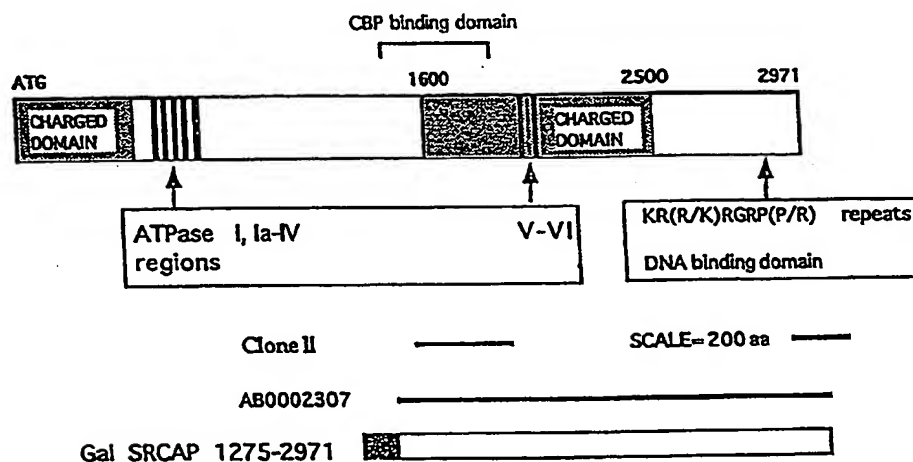 CBP binding domain
ATG 1600 2500 2971
CHARGED DOMAIN
CHARGED DOMAIN
ATPase I, Ia-IV V-VI
regions
KR(R/K)RGRP(P/R) repeats
DNA binding domain
Clone II SCALE= 200 aa
AB0002307
Gal SRCAP 1275-2971